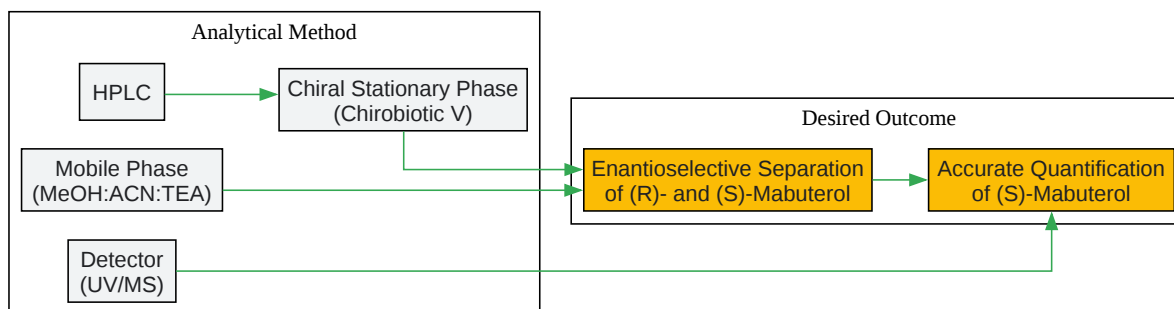 Analytical Method
HPLC
Chiral Stationary Phase
(Chirobiotic V)
Mobile Phase
(MeOH:ACN:TEA)
Detector
(UV/MS)
Desired Outcome
Enantioselective Separation
of (R)- and (S)-Mabuterol
Accurate Quantification
of (S)-Mabuterol